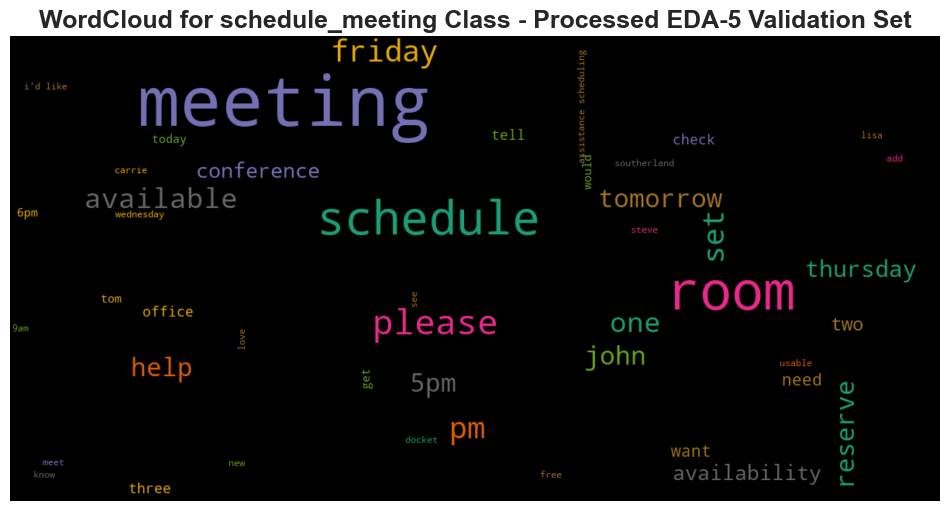 WordCloud for schedule_meeting Class - Processed EDA-5 Validation Set
friday
meeting
i'd like
assistance scheduling
today
tell
check
lisa
southerland
add
carrie
conference
would
available
tomorrow
6pm
wednesday
schedule
set
steve
thursday
room
tom
see
office
please
one
two
9am
love
john
help
get
5pm
usable
need
reserve
docket
pm
want
meet
new
availability
know
free
three